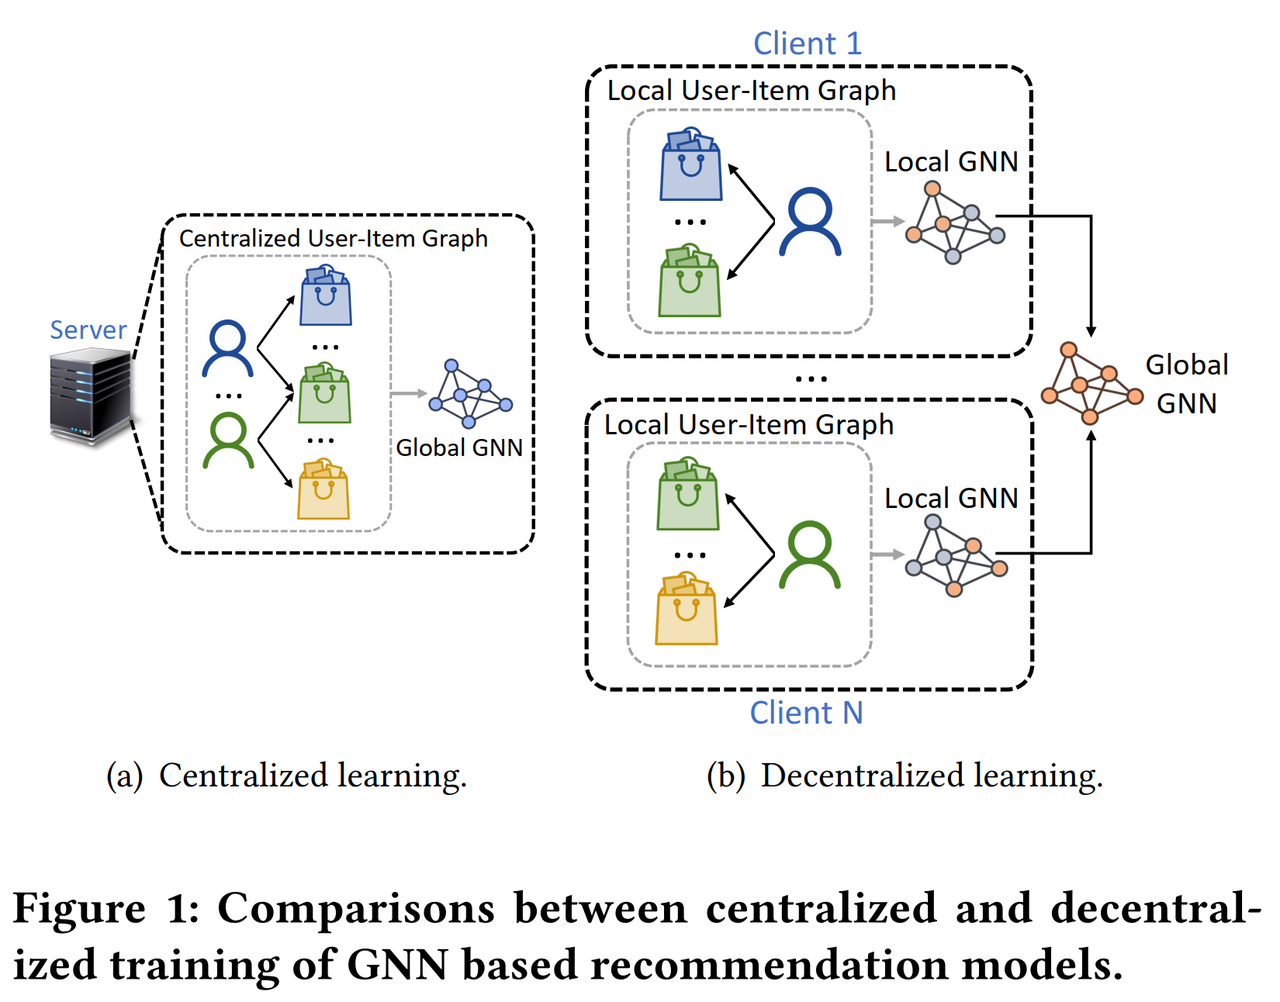 Server
Centralized User-Item Graph
...
...
...
Global GNN
Client 1
Local User-Item Graph
...
Local GNN
...
Global
GNN
Local User-Item Graph
...
Local GNN
Client N
(a) Centralized learning.
(b) Decentralized learning.
Figure 1: Comparisons between centralized and decentral-
ized training of GNN based recommendation models.